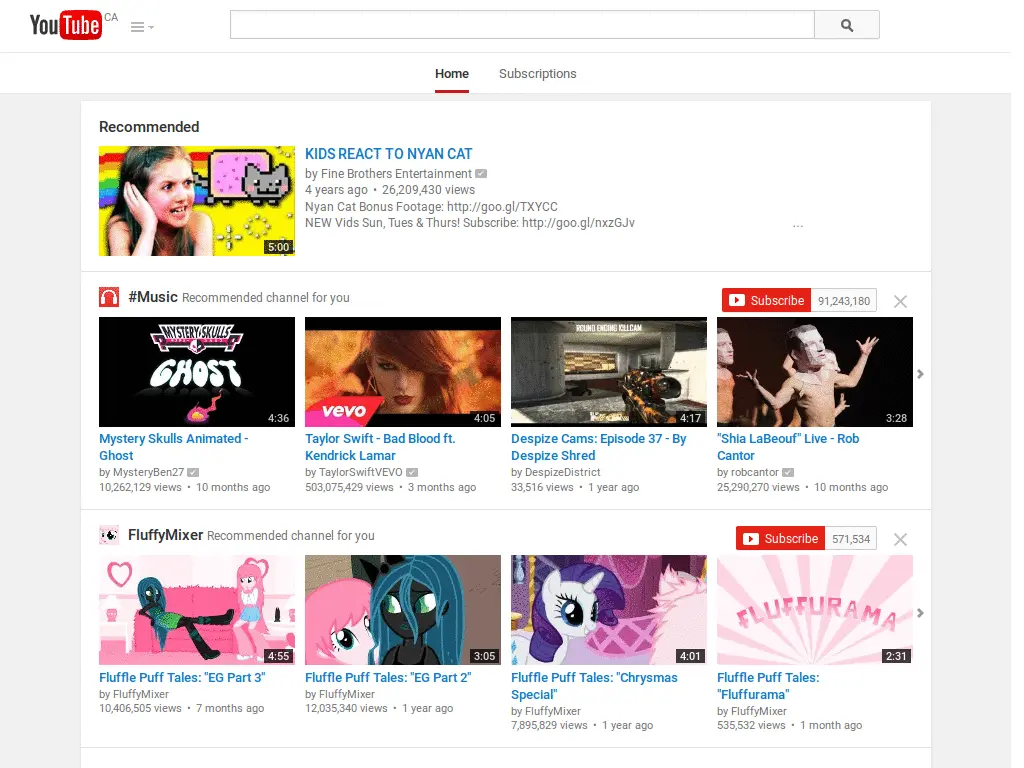 YouTube CA
Home Subscriptions
Recommended
KIDS REACT TO NYAN CAT
by Fine Brothers Entertainment
4 years ago • 26,209,430 views
Nyan Cat Bonus Footage: http://goo.gl/TXYCC
NEW Vids Sun, Tues & Thurs! Subscribe: http://goo.gl/nxzGJv ...
5:00
#Music Recommended channel for you Subscribe 91,243,180
MYSTERY SKULLS
GHOST
4:36
vevo
4:05
ROUND ENDING KILLCAM
4:17
3:28
Mystery Skulls Animated -
Ghost
by MysteryBen27
10,262,129 views • 10 months ago
Taylor Swift - Bad Blood ft.
Kendrick Lamar
by TaylorSwiftVEVO
503,075,429 views • 3 months ago
Despize Cams: Episode 37 - By
Despize Shred
by DespizeDistrict
33,516 views • 1 year ago
"Shia LaBeouf" Live - Rob
Cantor
by robcantor
25,290,270 views • 10 months ago
FluffyMixer Recommended channel for you Subscribe 571,534
4:55
3:05
4:01
FLUFFURAMA
2:31
Fluffle Puff Tales: "EG Part 3"
by FluffyMixer
10,406,505 views • 7 months ago
Fluffle Puff Tales: "EG Part 2"
by FluffyMixer
12,035,340 views • 1 year ago
Fluffle Puff Tales: "Chrysmas
Special"
by FluffyMixer
7,895,829 views • 1 year ago
Fluffle Puff Tales:
"Fluffurama"
by FluffyMixer
535,532 views • 1 month ago